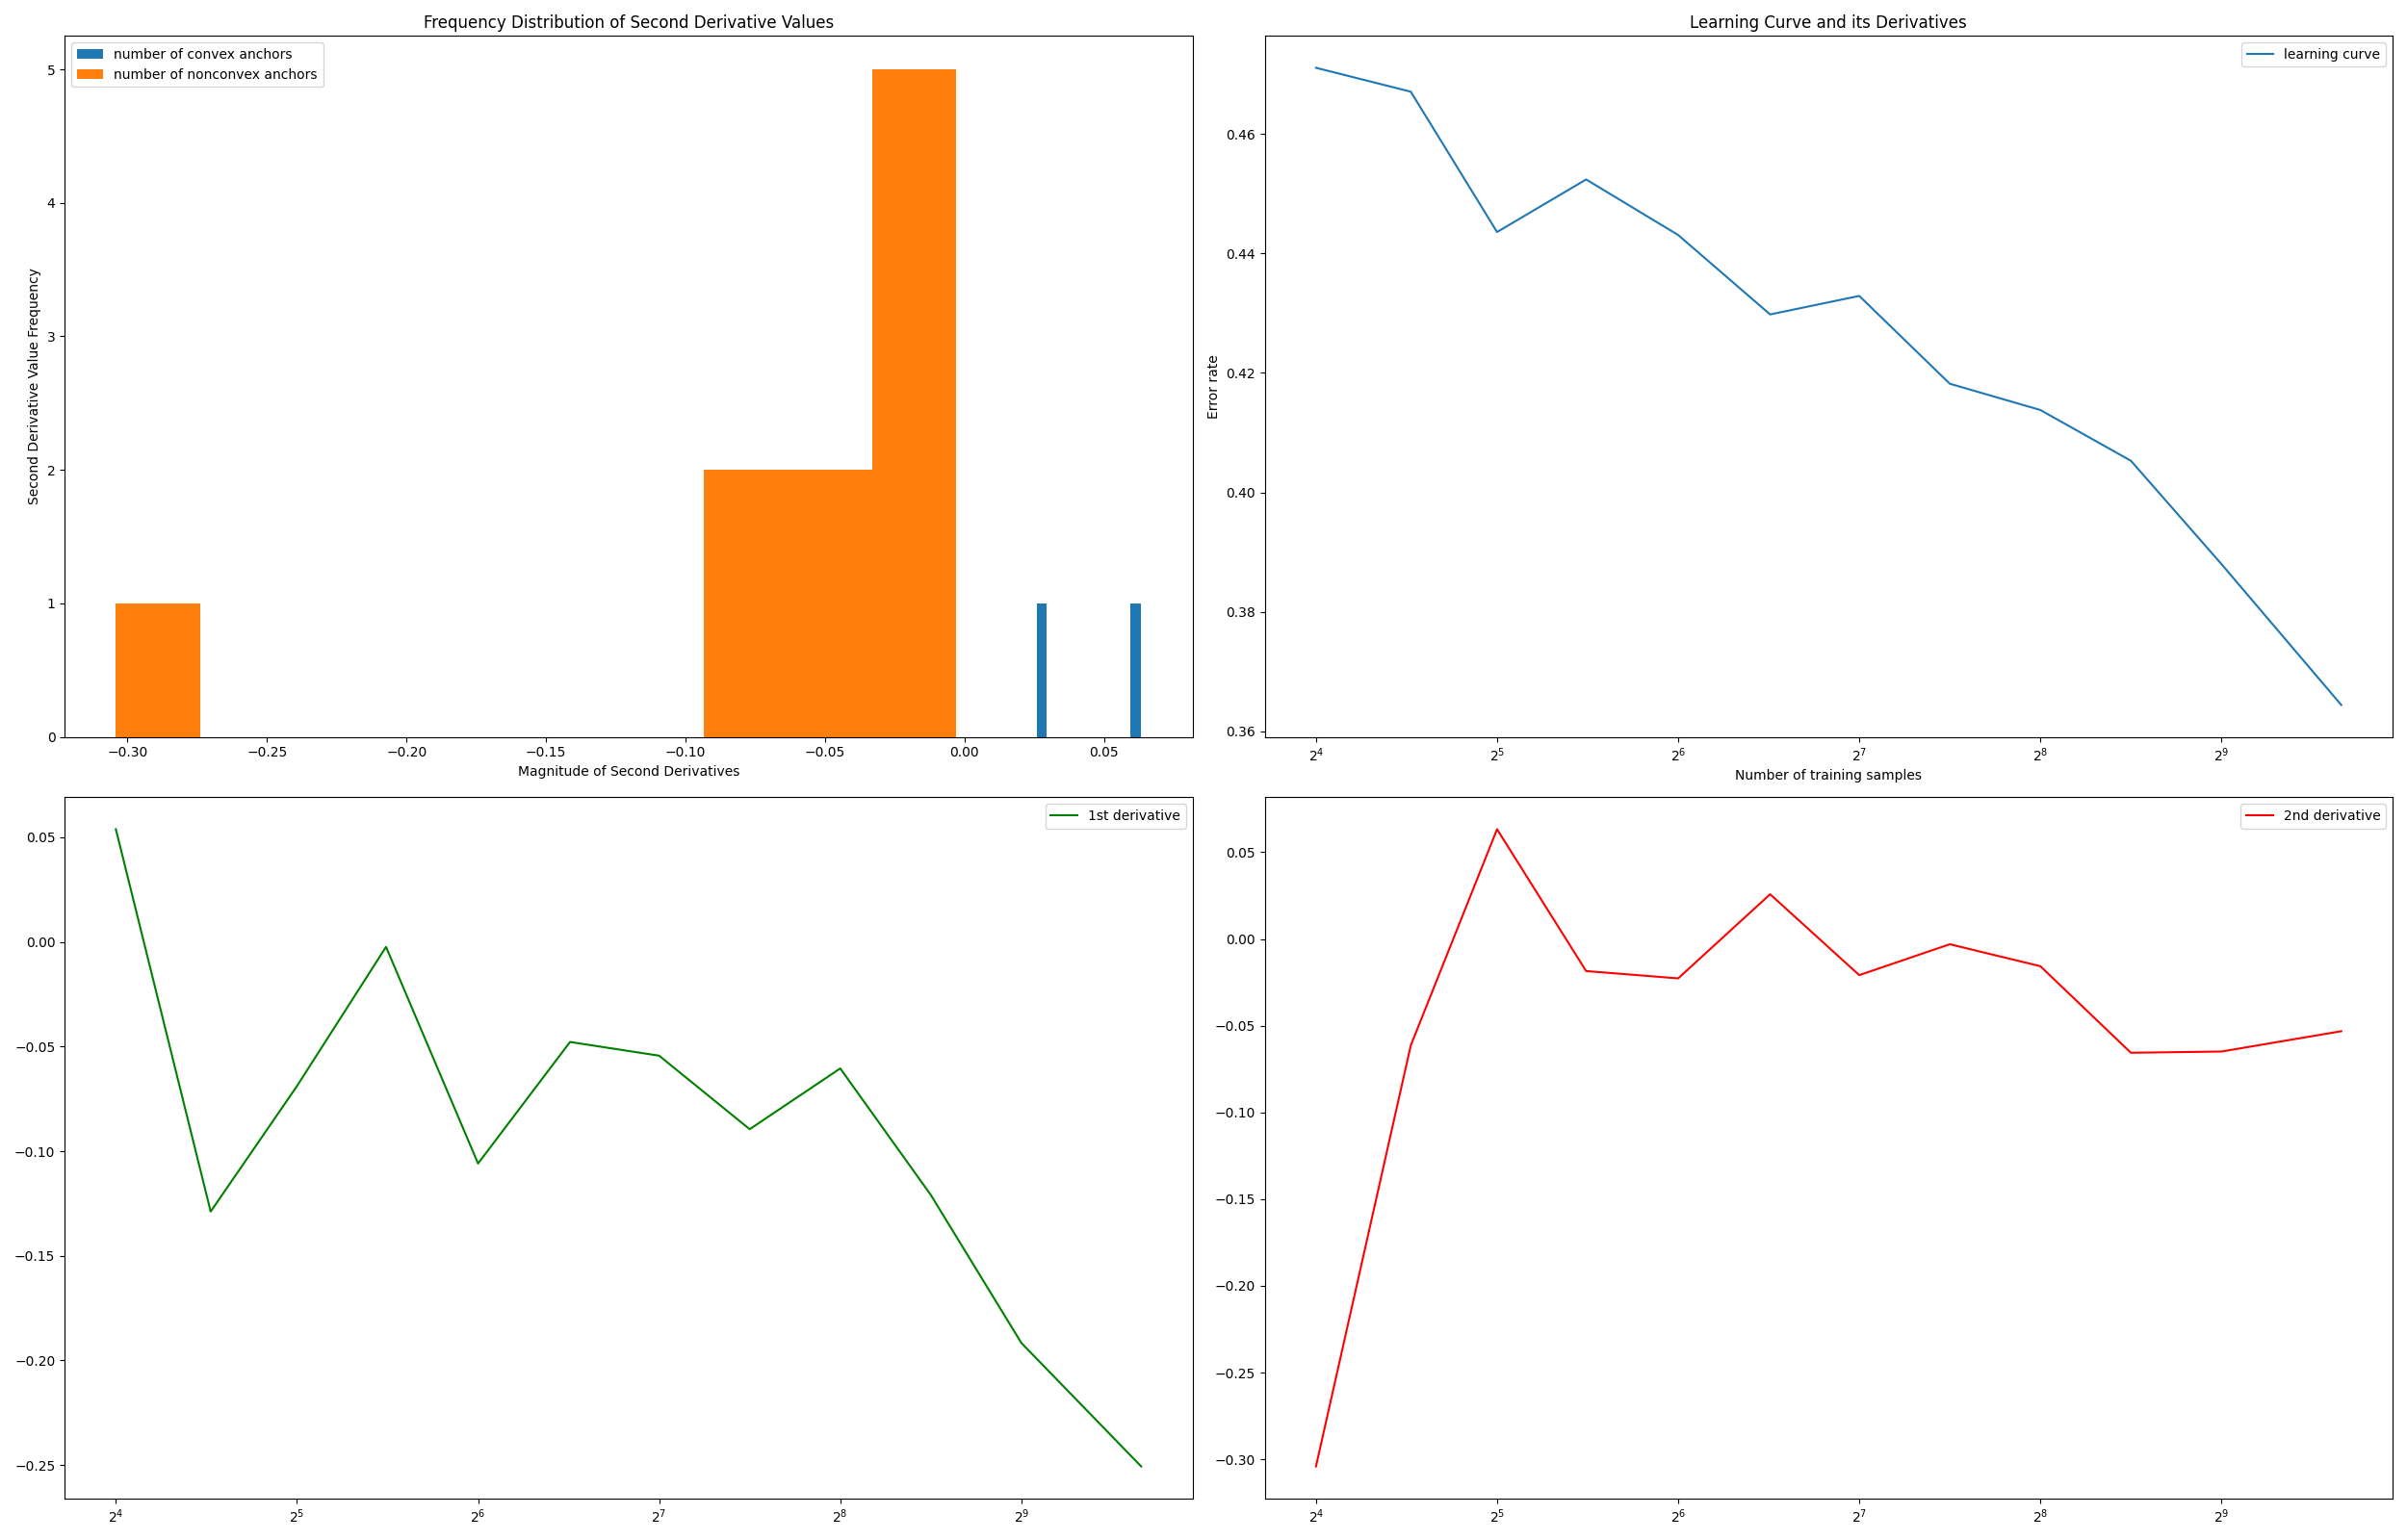 Frequency Distribution of Second Derivative Values
number of convex anchors
number of nonconvex anchors
Second Derivative Value Frequency
5
4
3
2
1
0
−0.30 −0.25 −0.20 −0.15 −0.10 −0.05 0.00 0.05
Magnitude of Second Derivatives
Learning Curve and its Derivatives
learning curve
Error rate
0.46
0.44
0.42
0.40
0.38
0.36
2⁴ 2⁵ 2⁶ 2⁷ 2⁸ 2⁹
Number of training samples
1st derivative
0.05
0.00
−0.05
−0.10
−0.15
−0.20
−0.25
2⁴ 2⁵ 2⁶ 2⁷ 2⁸ 2⁹
2nd derivative
0.05
0.00
−0.05
−0.10
−0.15
−0.20
−0.25
−0.30
2⁴ 2⁵ 2⁶ 2⁷ 2⁸ 2⁹